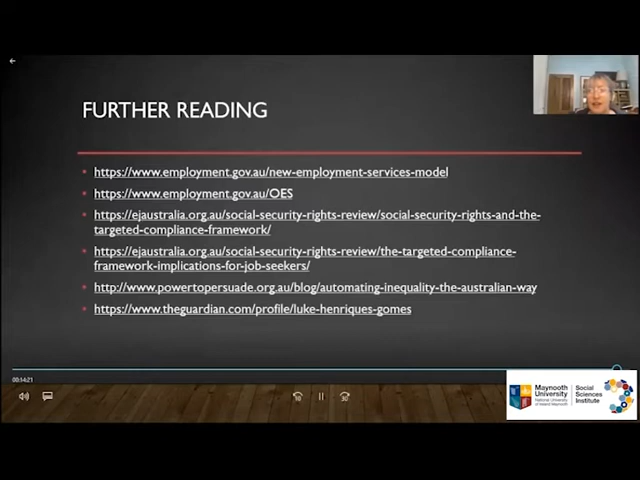 FURTHER READING
https://www.employment.gov.au/new-employment-services-model
https://www.employment.gov.au/OES
https://ejaustralia.org.au/social-security-rights-review/social-security-rights-and-the-
targeted-compliance-framework/
https://ejaustralia.org.au/social-security-rights-review/the-targeted-compliance-
framework-implications-for-job-seekers/
http://www.powertopersuade.org.au/blog/automating-inequality-the-australian-way
https://www.theguardian.com/profile/luke-henriques-gomes
00:14:21
10
30
Maynooth
University
National University
of Ireland Maynooth
Social
Sciences
Institute